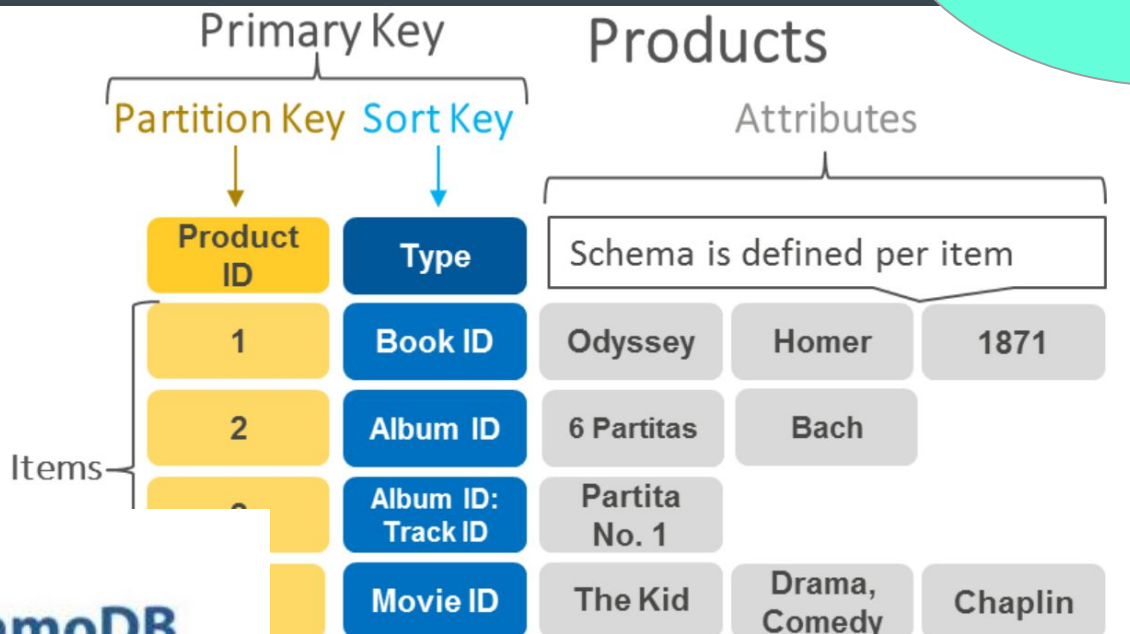 Primary Key
Products
Partition Key Sort Key
Attributes
Product
ID
Type
Schema is defined per item
1
Book ID
Odyssey
Homer
1871
2
Album ID
6 Partitas
Bach
Items
Album ID:
Track ID
Partita
No. 1
Movie ID
The Kid
Drama,
Comedy
Chaplin
moDB